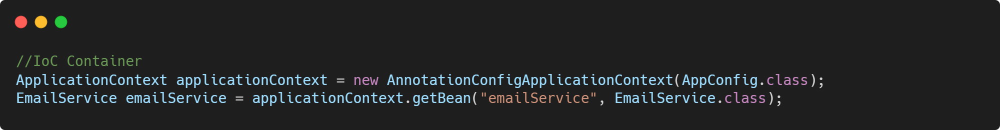 //IoC Container
ApplicationContext applicationContext = new AnnotationConfigApplicationContext(AppConfig.class);
EmailService emailService = applicationContext.getBean("emailService", EmailService.class);